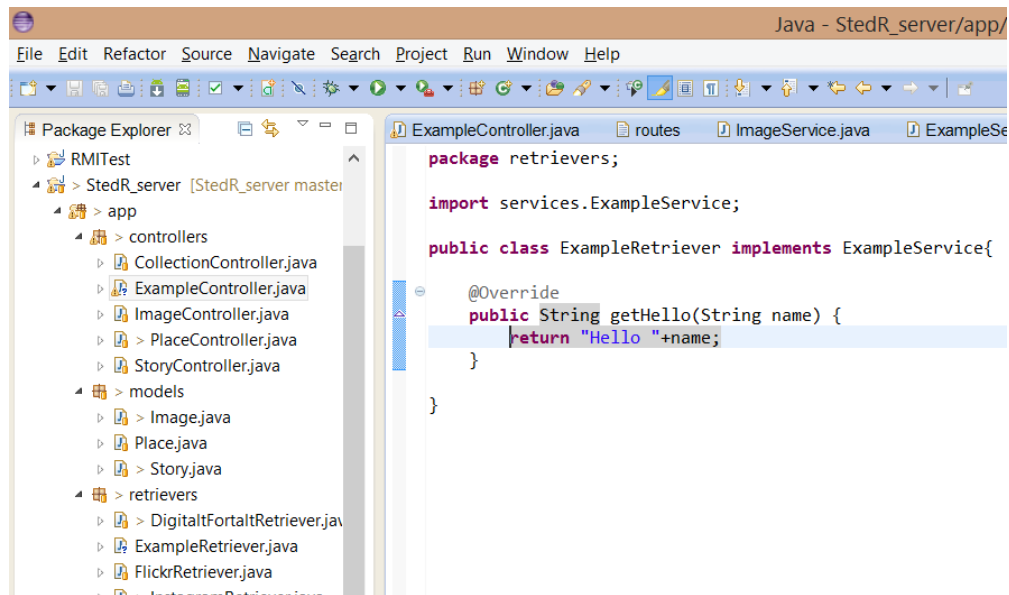 Java - StedR_server/app/
File Edit Refactor Source Navigate Search Project Run Window Help
Package Explorer
RMITest
> StedR_server [StedR_server master
> app
> controllers
CollectionController.java
ExampleController.java
ImageController.java
> PlaceController.java
StoryController.java
> models
> Image.java
Place.java
> Story.java
> retrievers
> DigitaltFortaltRetriever.jav
ExampleRetriever.java
FlickrRetriever.java
ExampleController.java routes ImageService.java ExampleSe
package retrievers;
import services.ExampleService;
public class ExampleRetriever implements ExampleService{
@Override
public String getHello(String name) {
return "Hello "+name;
}
}